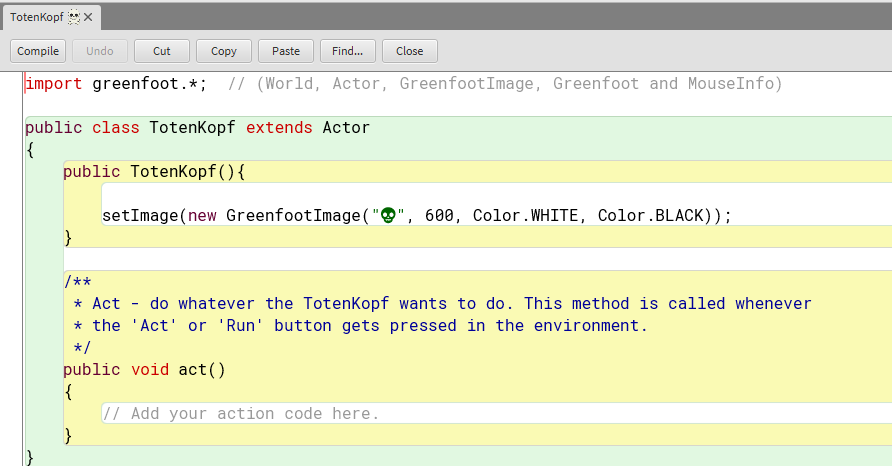 TotenKopf ☠
Compile Undo Cut Copy Paste Find... Close
import greenfoot.*;  // (World, Actor, GreenfootImage, Greenfoot and MouseInfo)
public class TotenKopf extends Actor
{
    public TotenKopf(){
        setImage(new GreenfootImage("💀", 600, Color.WHITE, Color.BLACK));
    }
    /**
     * Act - do whatever the TotenKopf wants to do. This method is called whenever
     * the 'Act' or 'Run' button gets pressed in the environment.
     */
    public void act()
    {
        // Add your action code here.
    }
}